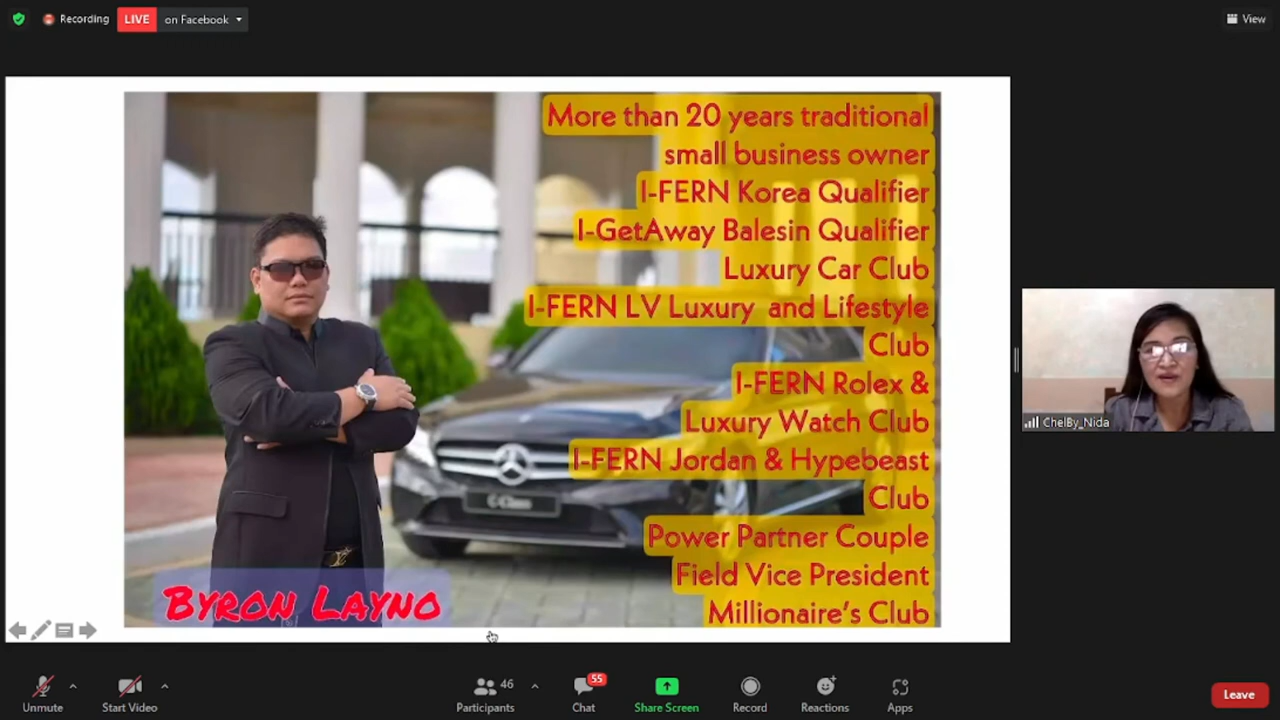 Recording
LIVE
on Facebook
View
More than 20 years traditional
small business owner
I-FERN Korea Qualifier
I-GetAway Balesin Qualifier
Luxury Car Club
I-FERN LV Luxury and Lifestyle
Club
I-FERN Rolex &
Luxury Watch Club
I-FERN Jordan & Hypebeast
Club
Power Partner Couple
Field Vice President
Millionaire's Club
C-Class
Byron Layno
ChelBy_Nida
Unmute
Start Video
46
Participants
55
Chat
Share Screen
Record
Reactions
Apps
Leave